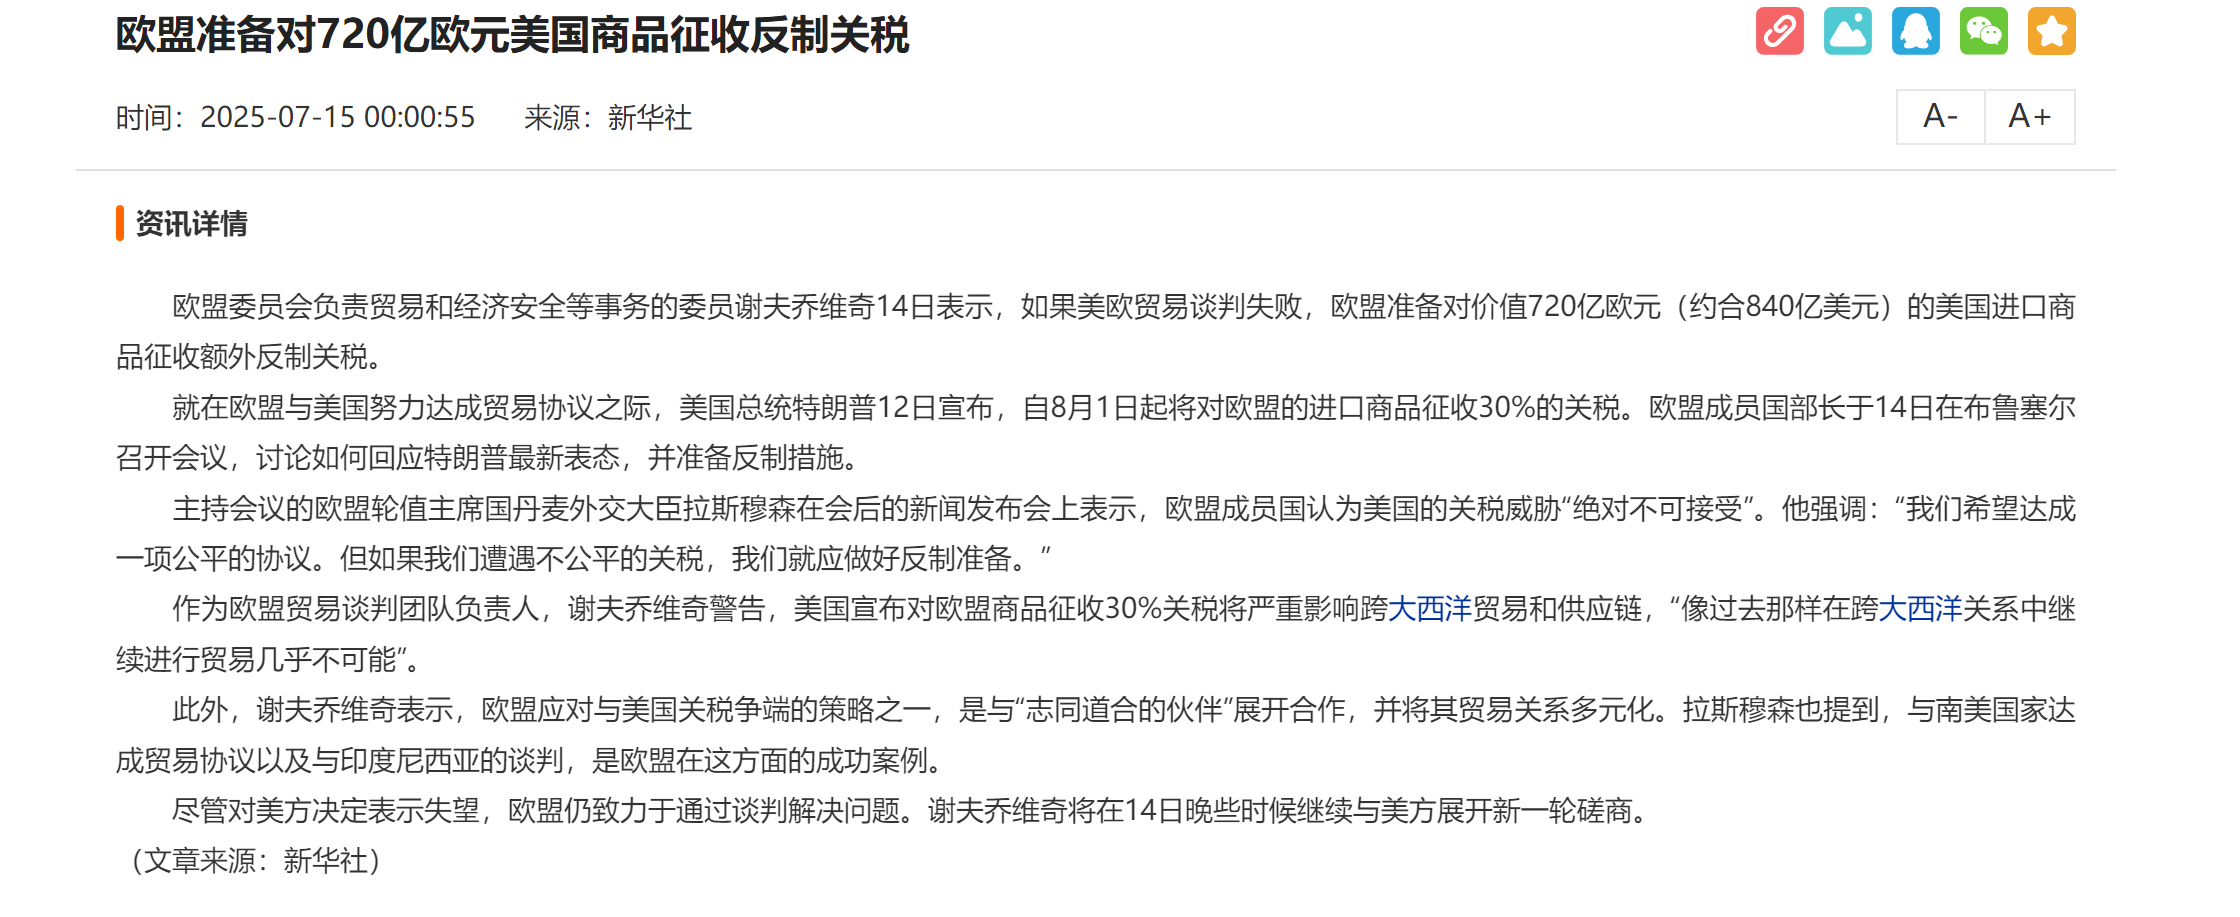 欧盟准备对720亿欧元美国商品征收反制关税
时间：2025-07-15 00:00:55 来源：新华社
A- A+
资讯详情
欧盟委员会负责贸易和经济安全等事务的委员谢夫乔维奇14日表示，如果美欧贸易谈判失败，欧盟准备对价值720亿欧元（约合840亿美元）的美国进口商
品征收额外反制关税。
就在欧盟与美国努力达成贸易协议之际，美国总统特朗普12日宣布，自8月1日起将对欧盟的进口商品征收30%的关税。欧盟成员国部长于14日在布鲁塞尔
召开会议，讨论如何回应特朗普最新表态，并准备反制措施。
主持会议的欧盟轮值主席国丹麦外交大臣拉斯穆森在会后的新闻发布会上表示，欧盟成员国认为美国的关税威胁“绝对不可接受”。他强调：“我们希望达成
一项公平的协议。但如果我们遭遇不公平的关税，我们就应做好反制准备。”
作为欧盟贸易谈判团队负责人，谢夫乔维奇警告，美国宣布对欧盟商品征收30%关税将严重影响跨大西洋贸易和供应链，“像过去那样在跨大西洋关系中继
续进行贸易几乎不可能”。
此外，谢夫乔维奇表示，欧盟应对与美国关税争端的策略之一，是与“志同道合的伙伴”展开合作，并将其贸易关系多元化。拉斯穆森也提到，与南美国家达
成贸易协议以及与印度尼西亚的谈判，是欧盟在这方面的成功案例。
尽管对美方决定表示失望，欧盟仍致力于通过谈判解决问题。谢夫乔维奇将在14日晚些时候继续与美方展开新一轮磋商。
（文章来源：新华社）